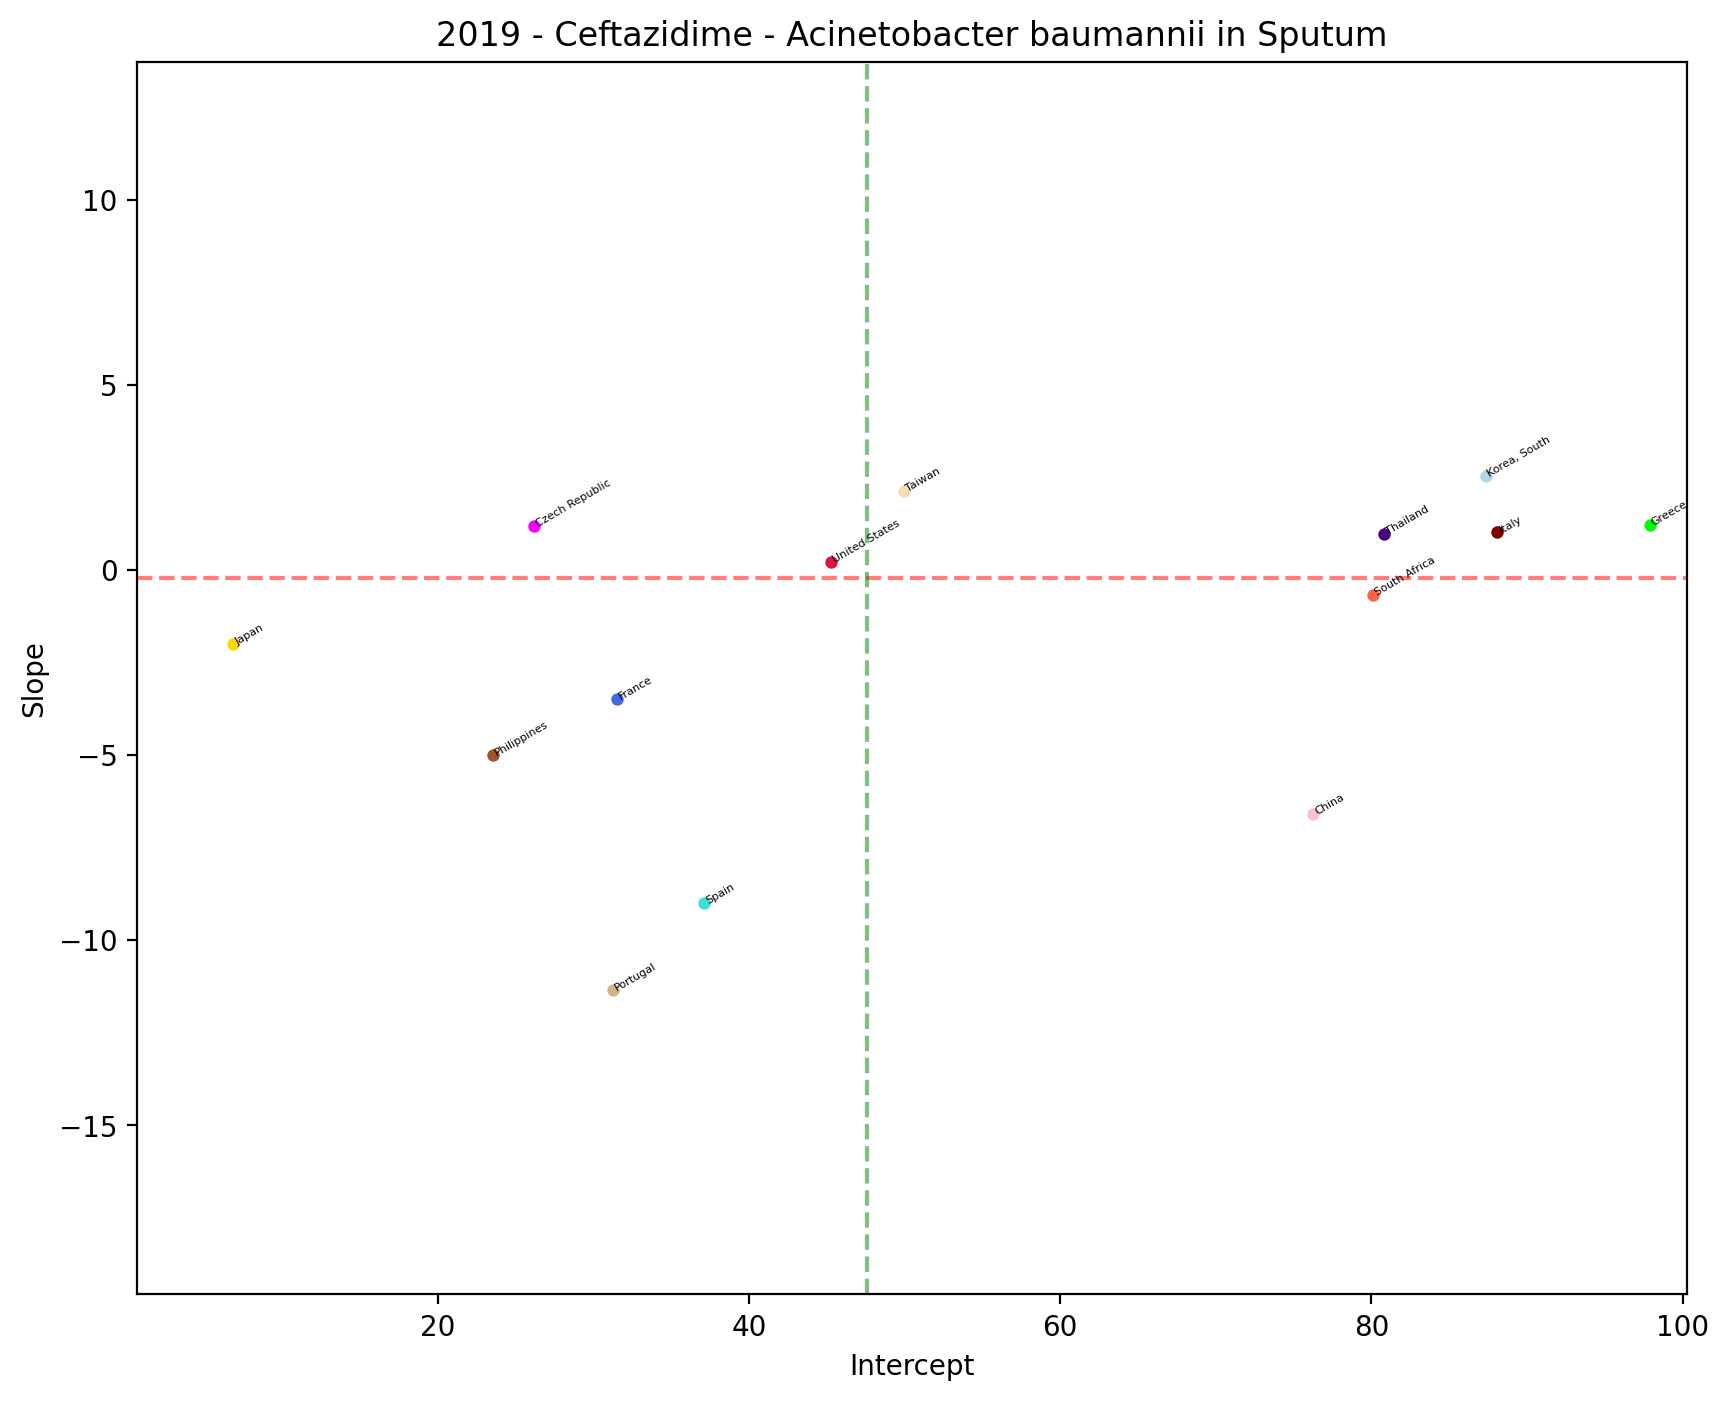 2019 - Ceftazidime - Acinetobacter baumannii in Sputum
10
5
0
−5
−10
−15
Slope
Korea, South
Taiwan
Czech Republic
Greece
Thailand
Italy
United States
South Africa
Japan
France
Philippines
China
Spain
Portugal
20
40
60
80
100
Intercept